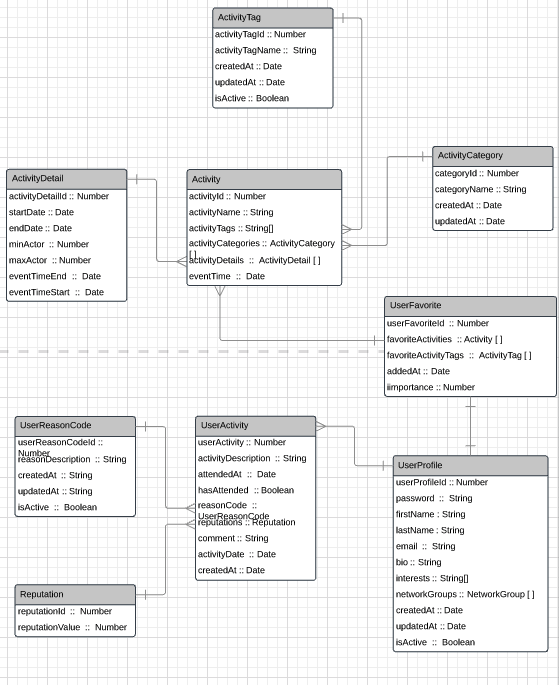 ActivityTag
activityTagId :: Number
activityTagName :: String
createdAt :: Date
updatedAt :: Date
isActive :: Boolean
ActivityCategory
categoryId :: Number
categoryName :: String
createdAt :: Date
updatedAt :: Date
ActivityDetail
activityDetailId :: Number
startDate :: Date
endDate :: Date
minActor :: Number
maxActor :: Number
eventTimeEnd :: Date
eventTimeStart :: Date
Activity
activityId :: Number
activityName :: String
activityTags :: String[]
activityCategories :: ActivityCategory
[ ]
activityDetails :: ActivityDetail [ ]
eventTime :: Date
UserFavorite
userFavoriteId :: Number
favoriteActivities :: Activity [ ]
favoriteActivityTags :: ActivityTag [ ]
addedAt :: Date
iimportance :: Number
UserReasonCode
userReasonCodeId ::
Number
reasonDescription :: String
createdAt :: String
updatedAt :: String
isActive :: Boolean
UserActivity
userActivity :: Number
activityDescription :: String
attendedAt :: Date
hasAttended :: Boolean
reasonCode ::
UserReasonCode
reputations :: Reputation
comment :: String
activityDate :: Date
createdAt :: Date
UserProfile
userProfileId :: Number
password :: String
firstName : String
lastName : String
email :: String
bio :: String
interests :: String[]
networkGroups :: NetworkGroup [ ]
createdAt :: Date
updatedAt :: Date
isActive :: Boolean
Reputation
reputationId :: Number
reputationValue :: Number